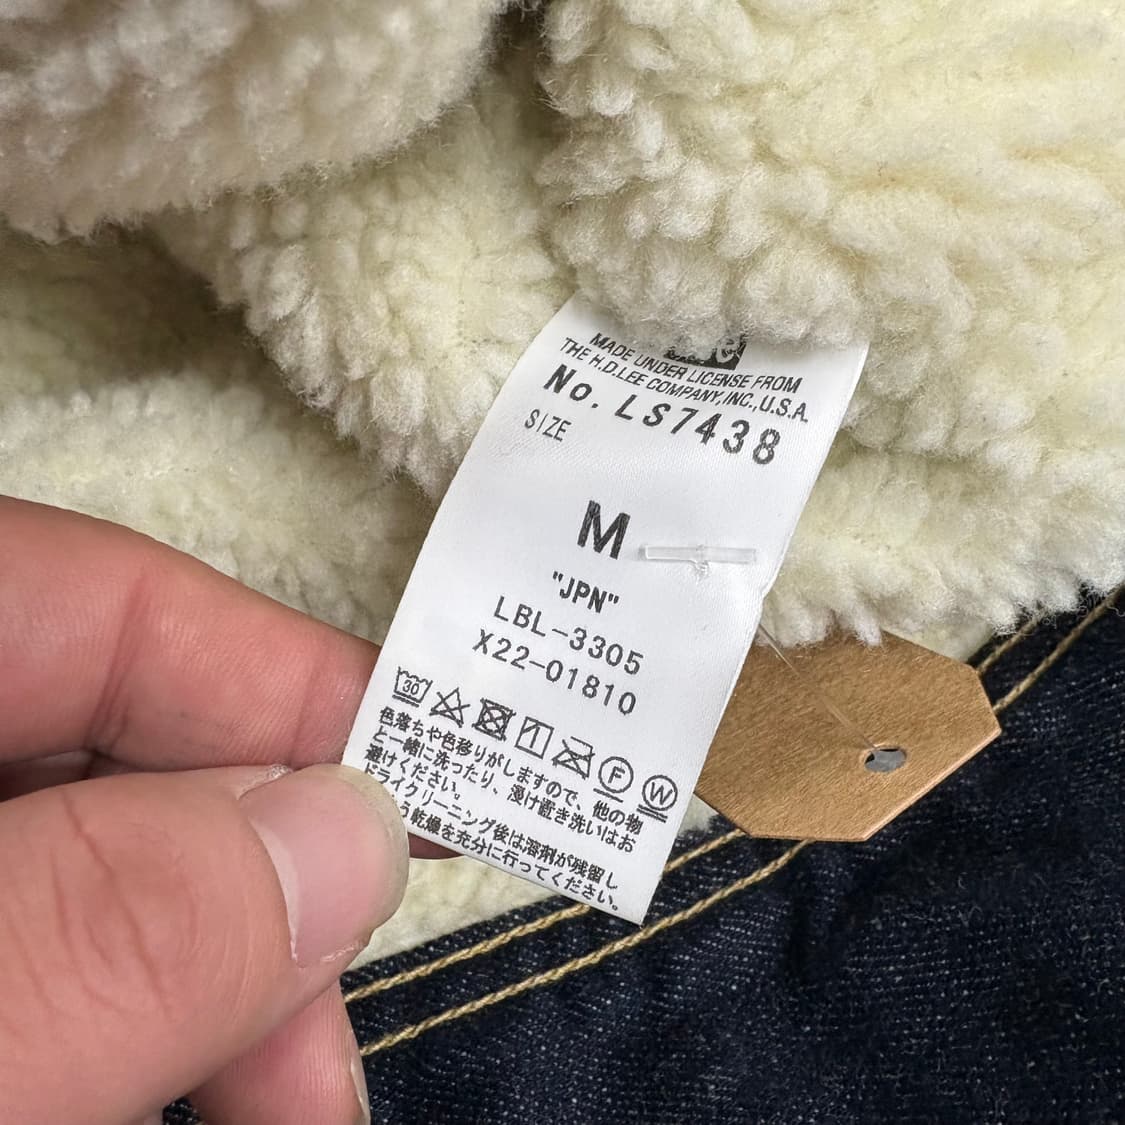 MADE UNDER LICENSE FROM
THE H.D.LEE COMPANY,INC.,U.S.A.
No. LS7438
SIZE
M
"JPN"
LBL-3305
X22-01810
30
F
W
色落ちや色移りがしますので、他の物
と一緒に洗ったり、浸け置き洗いはお
避けください。
ドライクリーニング後は溶剤が残留し
う乾燥を充分に行ってください。